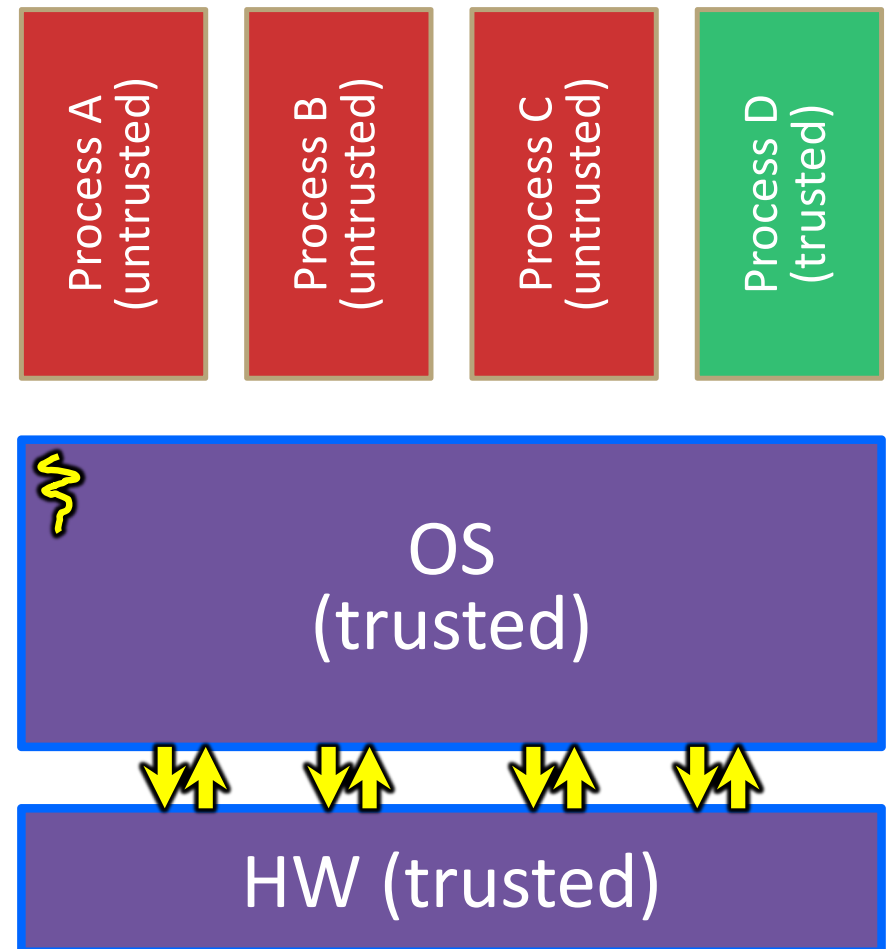 Process A
(untrusted)
Process B
(untrusted)
Process C
(untrusted)
Process D
(trusted)
OS
(trusted)
HW (trusted)